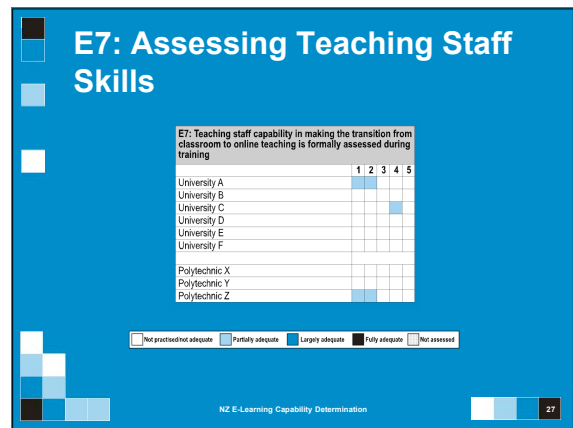 E7: Assessing Teaching Staff
Skills
E7: Teaching staff capability in making the transition from
classroom to online teaching is formally assessed during
training
1 2 3 4 5
University A
University B
University C
University D
University E
University F
Polytechnic X
Polytechnic Y
Polytechnic Z
Not practised/not adequate Partially adequate Largely adequate Fully adequate Not assessed
NZ E-Learning Capability Determination
27